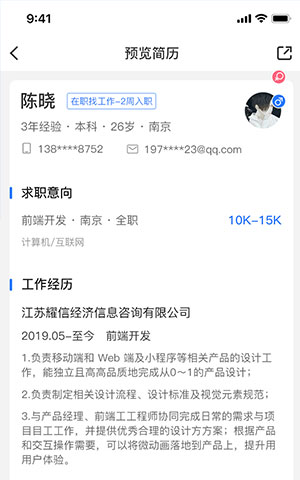 9:41
预览简历
陈晓 在职找工作-2周入职
3年经验 · 本科 · 26岁 · 南京
138****8752 197****23@qq.com
求职意向
前端开发 · 南京 · 全职 10K-15K
计算机/互联网
工作经历
江苏耀信经济信息咨询有限公司
2019.05-至今 前端开发
1.负责移动端和 Web 端及小程序等相关产品的设计工
作，能独立且高高品质地完成从0～1的产品设计；
2.负责制定相关设计流程、设计标准及视觉元素规范；
3.与产品经理、前端工工程师协同完成日常的需求与项
目目工工作，并提供优秀合理的设计方方案；根据产品
和交互操作需要，可以将微动画落地到产品上，提升用
用户体验。